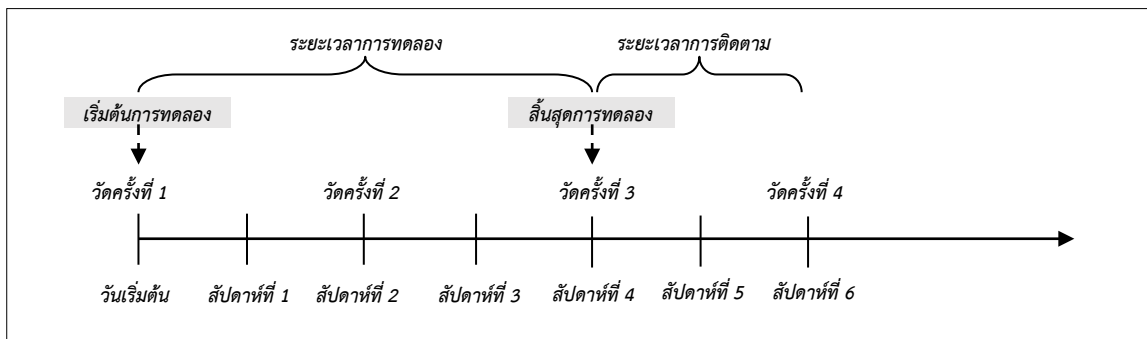 ระยะเวลาการทดลอง ระยะเวลาการติดตาม
เริ่มต้นการทดลอง สิ้นสุดการทดลอง
วัดครั้งที่ 1 วัดครั้งที่ 2 วัดครั้งที่ 3 วัดครั้งที่ 4
วันเริ่มต้น สัปดาห์ที่ 1 สัปดาห์ที่ 2 สัปดาห์ที่ 3 สัปดาห์ที่ 4 สัปดาห์ที่ 5 สัปดาห์ที่ 6